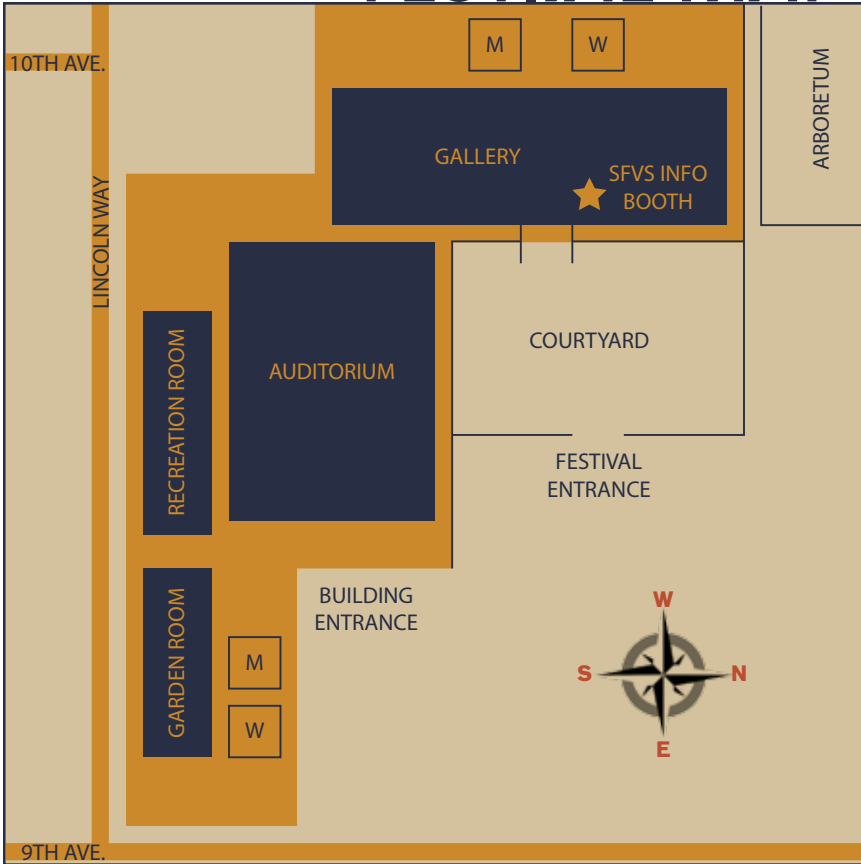 10TH AVE.
M
W
ARBORETUM
GALLERY
SFVS INFO
BOOTH
LINCOLN WAY
COURTYARD
AUDITORIUM
RECREATION ROOM
FESTIVAL
ENTRANCE
BUILDING
ENTRANCE
GARDEN ROOM
M
W
W
S
N
E
9TH AVE.